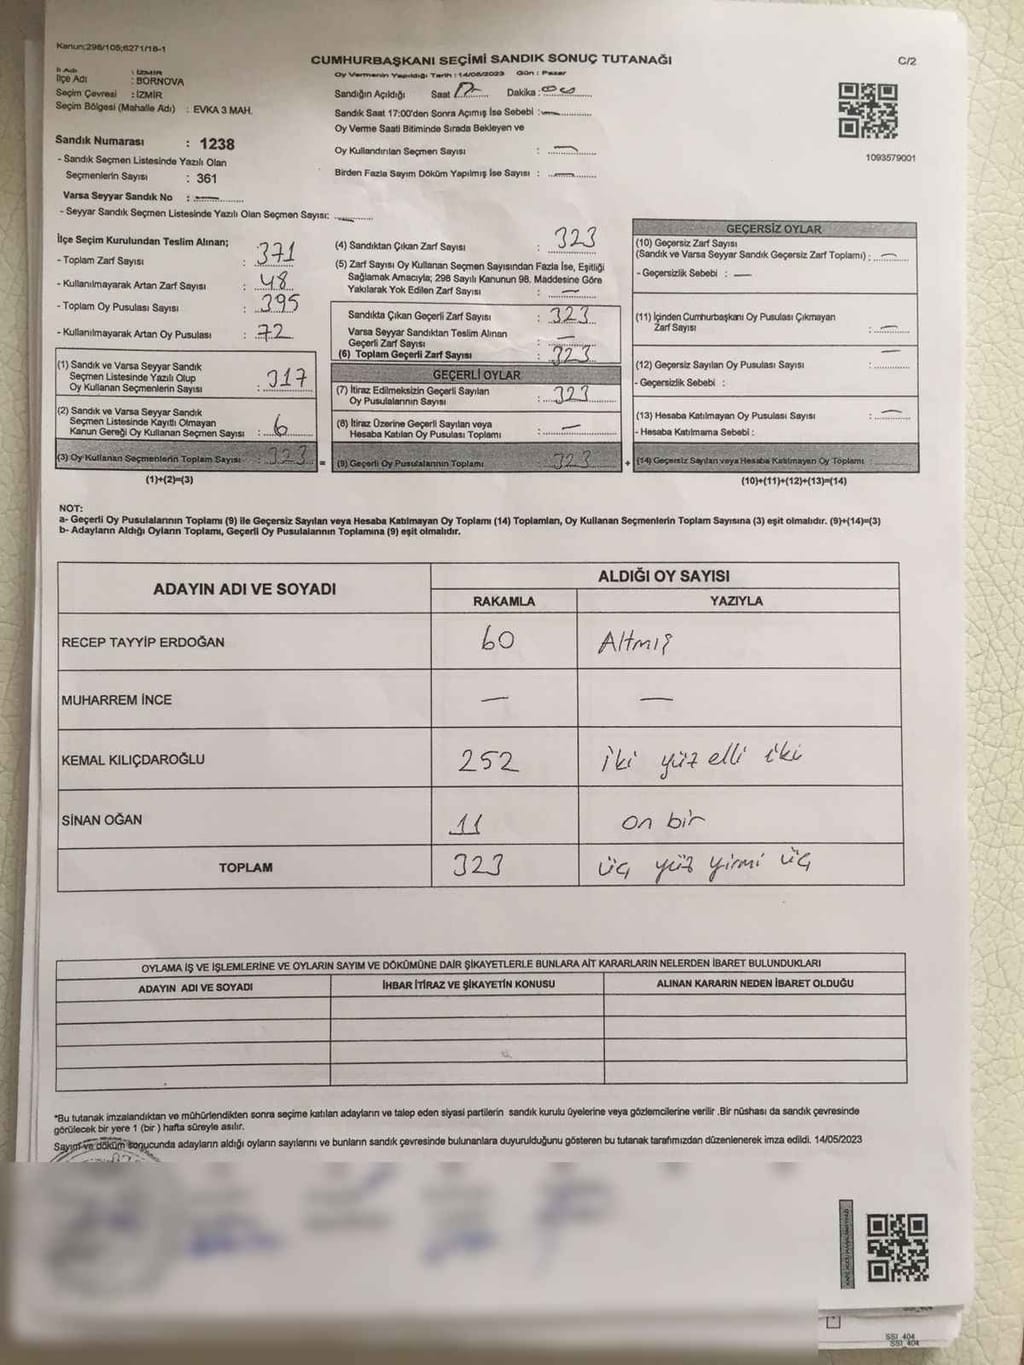 Kanun:298/105;6271/18-1
CUMHURBAŞKANI SEÇİMİ SANDIK SONUÇ TUTANAĞI
C/2
Oy Vermenin Yapıldığı Tarih : 14/05/2023 Gün : Pazar
İl Adı : İZMİR
İlçe Adı : BORNOVA
Seçim Çevresi : İZMİR
Seçim Bölgesi (Mahalle Adı) : EVKA 3 MAH.
Sandığın Açıldığı Saat Dakika :
Sandık Saat 17:00'den Sonra Açımış İse Sebebi : —
Oy Verme Saati Bitiminde Sırada Bekleyen ve
Oy Kullandırılan Seçmen Sayısı : —
Birden Fazla Sayım Döküm Yapılmış İse Sayısı : —
1093579001
Sandık Numarası : 1238
- Sandık Seçmen Listesinde Yazılı Olan
Seçmenlerin Sayısı : 361
Varsa Seyyar Sandık No : —
- Seyyar Sandık Seçmen Listesinde Yazılı Olan Seçmen Sayısı: —
İlçe Seçim Kurulundan Teslim Alınan;
- Toplam Zarf Sayısı : 371
- Kullanılmayarak Artan Zarf Sayısı : 48
- Toplam Oy Pusulası Sayısı : 395
- Kullanılmayarak Artan Oy Pusulası : 72
(1) Sandık ve Varsa Seyyar Sandık
Seçmen Listesinde Yazılı Olup
Oy Kullanan Seçmenlerin Sayısı : 317
(2) Sandık ve Varsa Seyyar Sandık
Seçmen Listesinde Kayıtlı Olmayan
Kanun Gereği Oy Kullanan Seçmen Sayısı : 6
(3) Oy Kullanan Seçmenlerin Toplam Sayısı : 323
(1)+(2)=(3)
(4) Sandıktan Çıkan Zarf Sayısı : 323
(5) Zarf Sayısı Oy Kullanan Seçmen Sayısından Fazla İse, Eşitliği
Sağlamak Amacıyla; 298 Sayılı Kanunun 98. Maddesine Göre
Yakılarak Yok Edilen Zarf Sayısı : —
Sandıkta Çıkan Geçerli Zarf Sayısı : 323
Varsa Seyyar Sandıktan Teslim Alınan
Geçerli Zarf Sayısı : —
(6) Toplam Geçerli Zarf Sayısı : 323
GEÇERLİ OYLAR
(7) İtiraz Edilmeksizin Geçerli Sayılan
Oy Pusulalarının Sayısı : 323
(8) İtiraz Üzerine Geçerli Sayılan veya
Hesaba Katılan Oy Pusulası Toplamı : —
= (9) Geçerli Oy Pusulalarının Toplamı 323 +
GEÇERSİZ OYLAR
(10) Geçersiz Zarf Sayısı
(Sandık ve Varsa Seyyar Sandık Geçersiz Zarf Toplamı) : —
- Geçersizlik Sebebi : —
(11) İçinden Cumhurbaşkanı Oy Pusulası Çıkmayan
Zarf Sayısı : —
(12) Geçersiz Sayılan Oy Pusulası Sayısı : —
- Geçersizlik Sebebi :
(13) Hesaba Katılmayan Oy Pusulası Sayısı : —
- Hesaba Katılmama Sebebi :
(14) Geçersiz Sayılan veya Hesaba Katılmayan Oy Toplamı :
(10)+(11)+(12)+(13)=(14)
NOT:
a- Geçerli Oy Pusulalarının Toplamı (9) ile Geçersiz Sayılan veya Hesaba Katılmayan Oy Toplamı (14) Toplamları, Oy Kullanan Seçmenlerin Toplam Sayısına (3) eşit olmalıdır. (9)+(14)=(3)
b- Adayların Aldığı Oyların Toplamı, Geçerli Oy Pusulalarının Toplamına (9) eşit olmalıdır.
ADAYIN ADI VE SOYADI
ALDIĞI OY SAYISI
RAKAMLA YAZIYLA
RECEP TAYYİP ERDOĞAN 60 Altmış
MUHARREM İNCE — —
KEMAL KILIÇDAROĞLU 252 iki yüz elli iki
SİNAN OĞAN 11 on bir
TOPLAM 323 üç yüz yirmi üç
OYLAMA İŞ VE İŞLEMLERİNE VE OYLARIN SAYIM VE DÖKÜMÜNE DAİR ŞİKAYETLERLE BUNLARA AİT KARARLARIN NELERDEN İBARET BULUNDUKLARI
ADAYIN ADI VE SOYADI İHBAR İTİRAZ VE ŞİKAYETİN KONUSU ALINAN KARARIN NEDEN İBARET OLDUĞU
*Bu tutanak imzalandıktan ve mühürlendikten sonra seçime katılan adayların ve talep eden siyasi partilerin sandık kurulu üyelerine veya gözlemcilerine verilir .Bir nüshası da sandık çevresinde
görülecek bir yere 1 (bir ) hafta süreyle asılır.
Sayım ve döküm sonucunda adayların aldığı oyların sayılarını ve bunların sandık çevresinde bulunanlara duyurulduğunu gösteren bu tutanak tarafımızdan düzenlenerek imza edildi. 14/05/2023
SSI_404
SSI_404